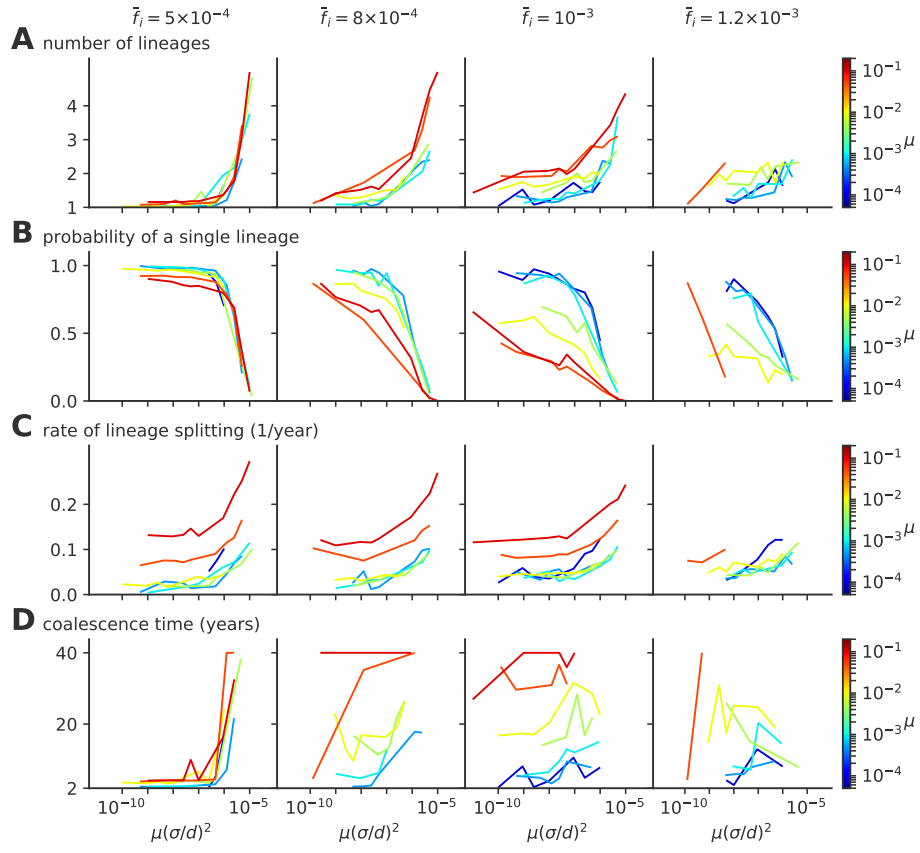 f̄ᵢ = 5×10⁻⁴ f̄ᵢ = 8×10⁻⁴ f̄ᵢ = 10⁻³ f̄ᵢ = 1.2×10⁻³
A number of lineages
4
3
2
1
10⁻¹
10⁻²
μ
10⁻³
10⁻⁴
B probability of a single lineage
1.0
0.5
0.0
10⁻¹
10⁻²
μ
10⁻³
10⁻⁴
C rate of lineage splitting (1/year)
0.2
0.1
0.0
10⁻¹
10⁻²
μ
10⁻³
10⁻⁴
D coalescence time (years)
40
20
2
10⁻¹
10⁻²
μ
10⁻³
10⁻⁴
10⁻¹⁰ 10⁻⁵ 10⁻¹⁰ 10⁻⁵ 10⁻¹⁰ 10⁻⁵ 10⁻¹⁰ 10⁻⁵
μ(σ/d)² μ(σ/d)² μ(σ/d)² μ(σ/d)²